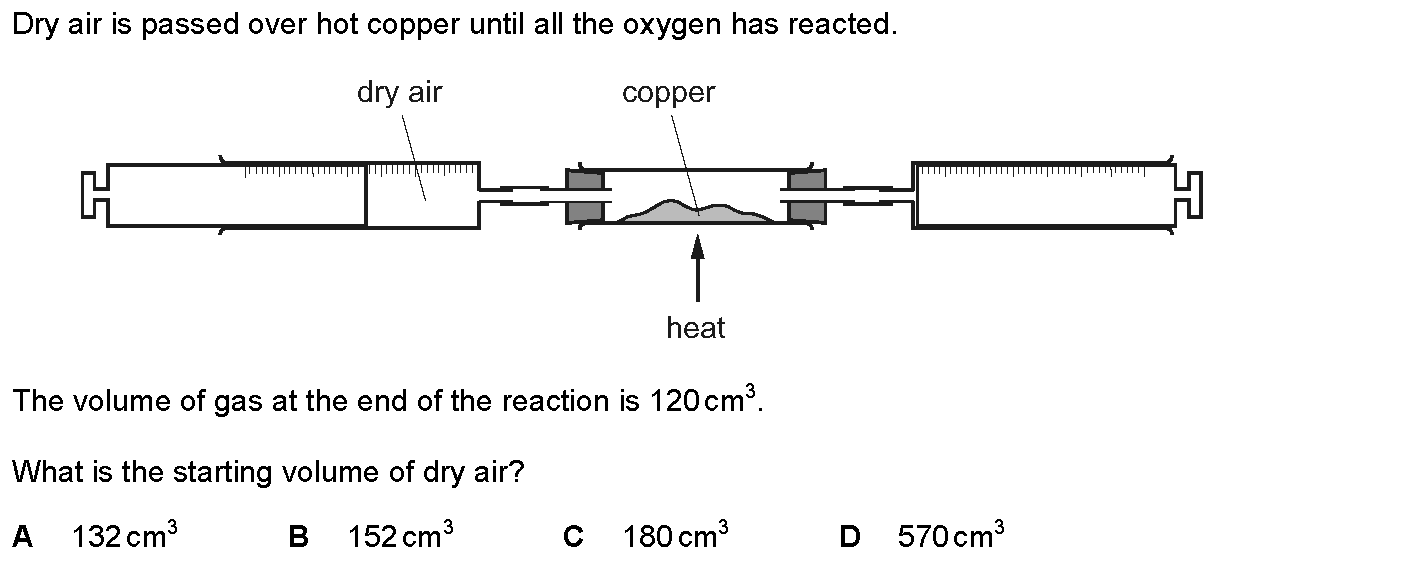 Dry air is passed over hot copper until all the oxygen has reacted.
dry air
copper
heat
The volume of gas at the end of the reaction is 120 cm³.
What is the starting volume of dry air?
A 132 cm³ B 152 cm³ C 180 cm³ D 570 cm³